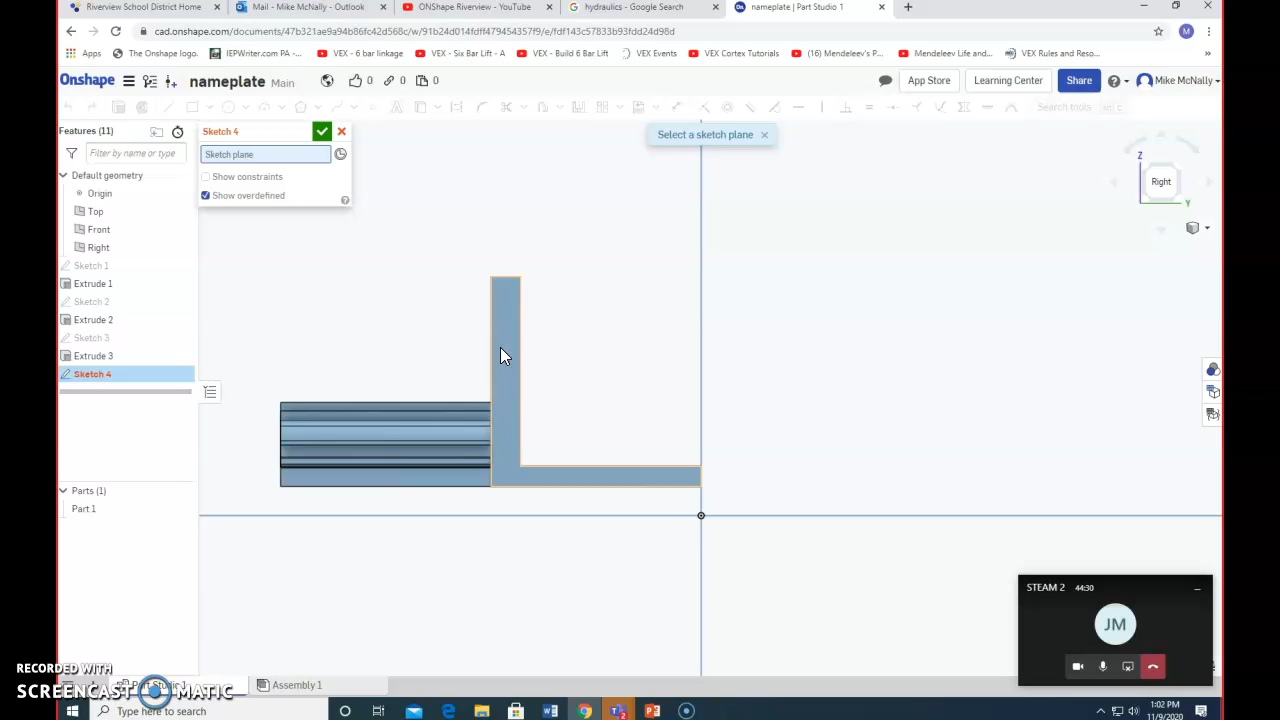 Riverview School District Home
Mail - Mike McNally - Outlook
ONShape Riverview - YouTube
hydraulics - Google Search
nameplate | Part Studio 1
cad.onshape.com/documents/47b321ae9a94b86fc42d568c/w/91b24d014fdff479454357f9/e/fdf143c57833b93fdd24d98d
M
Apps
The Onshape logo.
IEPWriter.com PA -...
VEX - 6 bar linkage
VEX - Six Bar Lift - A
VEX - Build 6 Bar Lift
VEX Events
VEX Cortex Tutorials
(16) Mendeleev's P...
Mendeleev Life and...
VEX Rules and Reso...
Onshape
nameplate Main
0
0
0
App Store
Learning Center
Share
Mike McNally
Search tools
alt C
Features (11)
Filter by name or type
Default geometry
Origin
Top
Front
Right
Sketch 1
Extrude 1
Sketch 2
Extrude 2
Sketch 3
Extrude 3
Sketch 4
Parts (1)
Part 1
Sketch 4
Sketch plane
Show constraints
Show overdefined
Select a sketch plane
Z
Right
Y
STEAM 2 44:30
JM
RECORDED WITH
SCREENCAST MATIC
Part Studio 1
Assembly 1
Type here to search
1:02 PM
11/9/2020